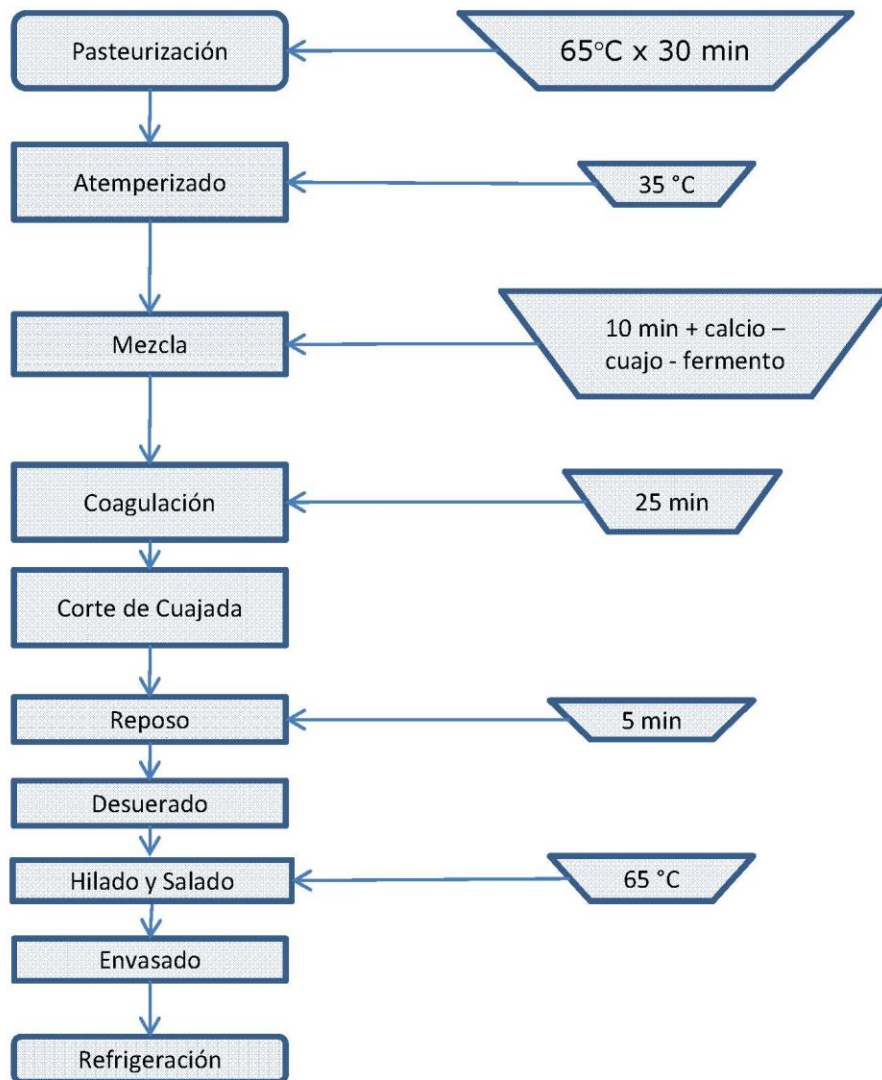 Pasteurización
65°C x 30 min
Atemperizado
35 °C
Mezcla
10 min + calcio –
cuajo - fermento
Coagulación
25 min
Corte de Cuajada
Reposo
5 min
Desuerado
Hilado y Salado
65 °C
Envasado
Refrigeración